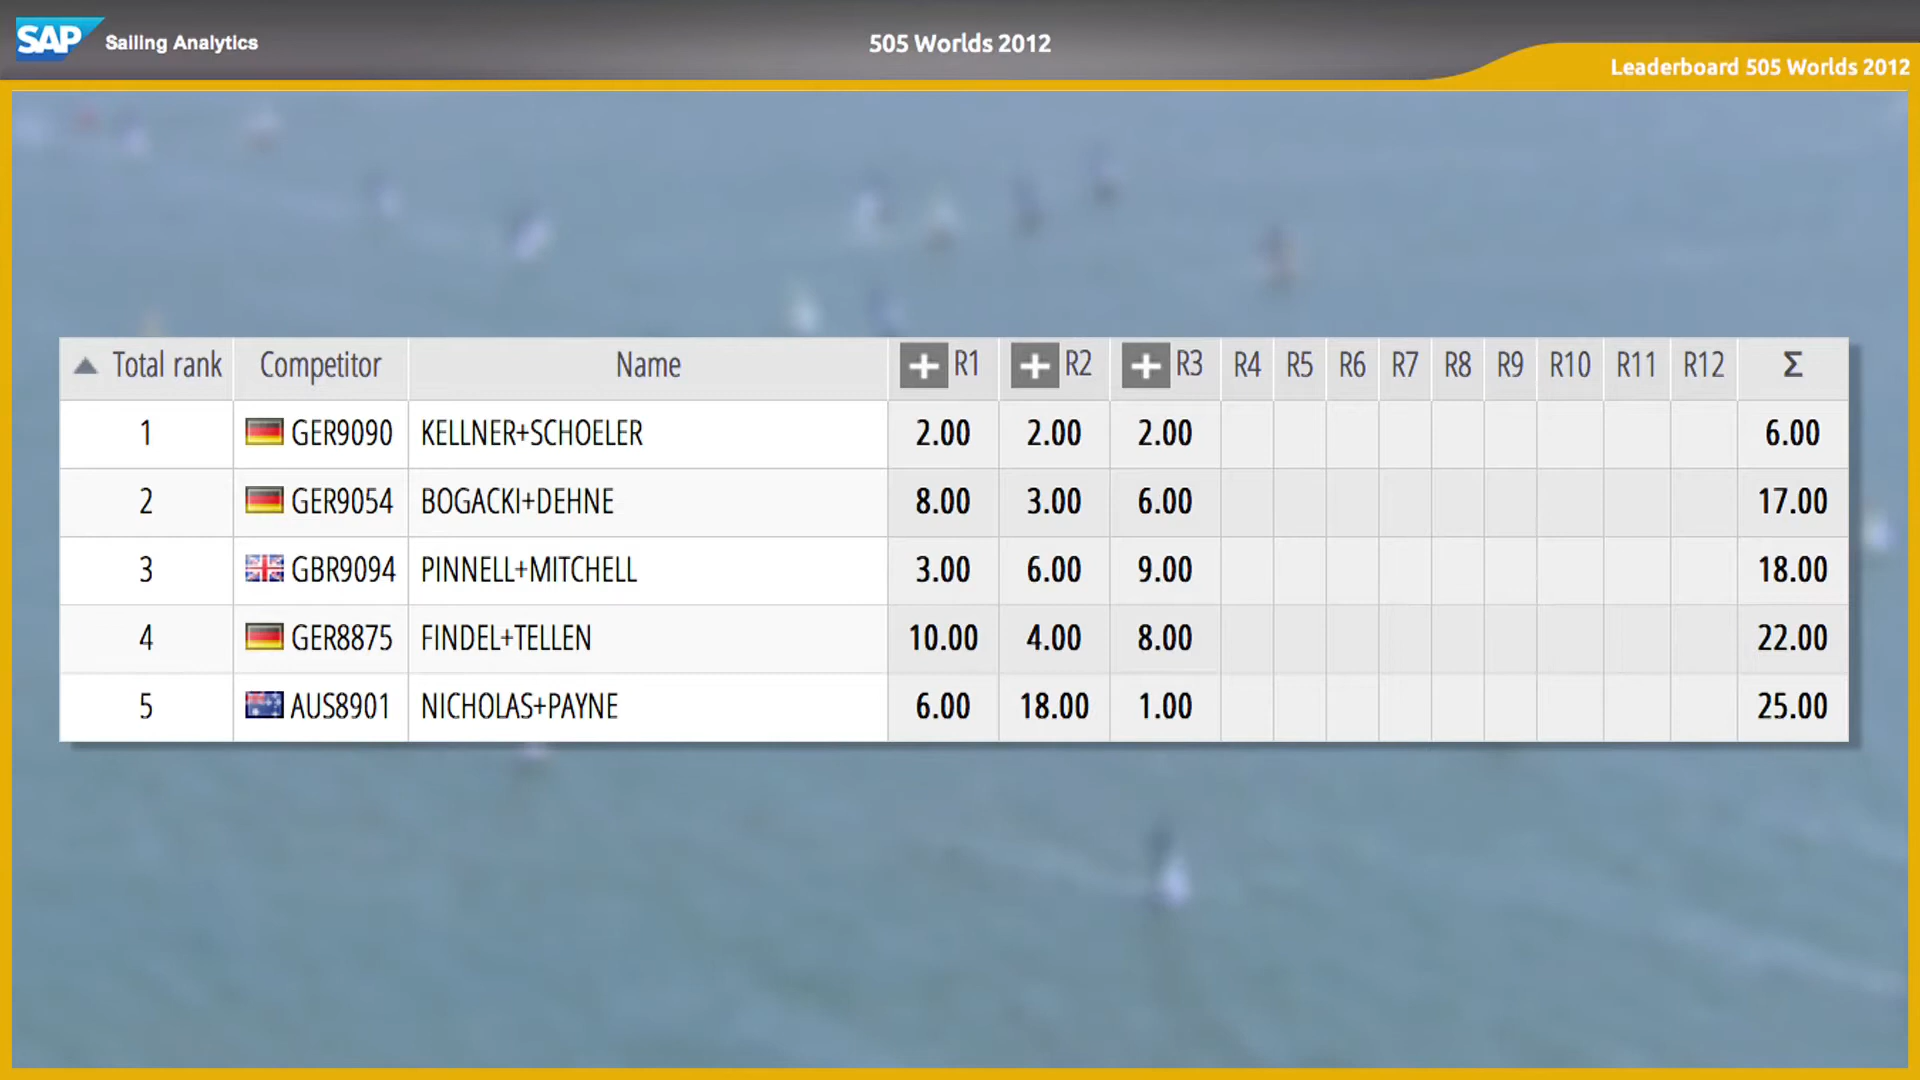 SAP Sailing Analytics
505 Worlds 2012
Leaderboard 505 Worlds 2012
Total rank Competitor Name R1 R2 R3 R4 R5 R6 R7 R8 R9 R10 R11 R12 Σ
1 GER9090 KELLNER+SCHOELER 2.00 2.00 2.00 6.00
2 GER9054 BOGACKI+DEHNE 8.00 3.00 6.00 17.00
3 GBR9094 PINNELL+MITCHELL 3.00 6.00 9.00 18.00
4 GER8875 FINDEL+TELLEN 10.00 4.00 8.00 22.00
5 AUS8901 NICHOLAS+PAYNE 6.00 18.00 1.00 25.00